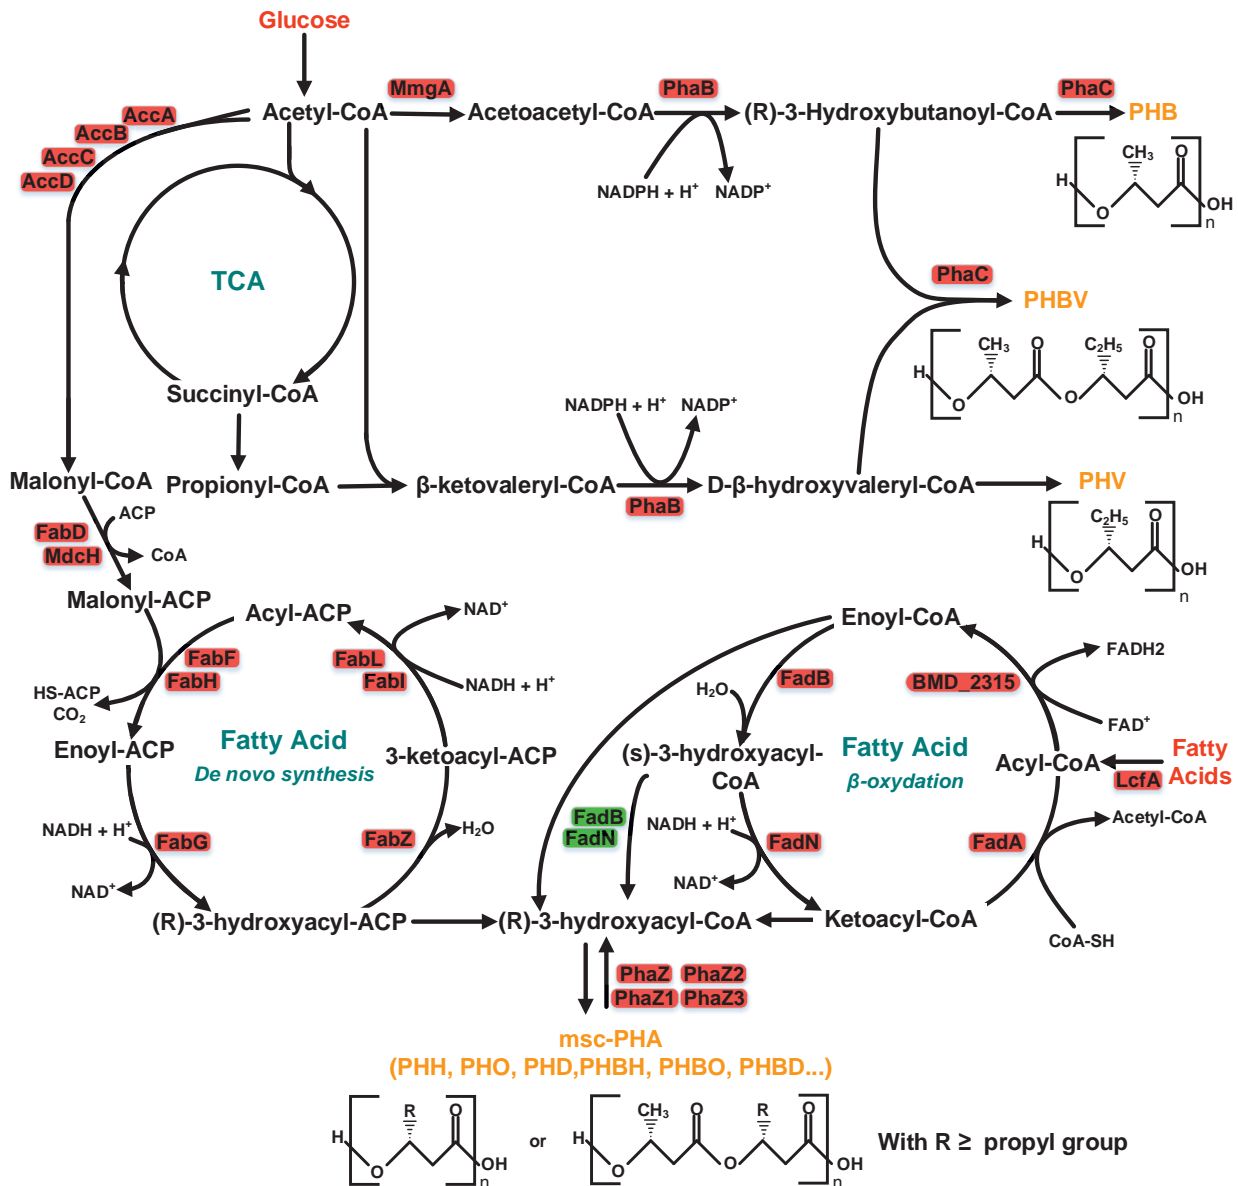 Glucose
Acetyl-CoA
MmgA
Acetoacetyl-CoA
PhaB
(R)-3-Hydroxybutanoyl-CoA
PhaC
PHB
AccA
AccB
AccC
AccD
NADPH + H+
NADP+
H
O
CH3
O
OH
n
TCA
PhaC
PHBV
H
O
CH3
O
O
C2H5
O
OH
n
Succinyl-CoA
NADPH + H+
NADP+
Malonyl-CoA
Propionyl-CoA
β-ketovaleryl-CoA
PhaB
D-β-hydroxyvaleryl-CoA
PHV
H
O
C2H5
O
OH
n
ACP
FabD
MdcH
CoA
Malonyl-ACP
Acyl-ACP
NAD+
FabF
FabH
FabL
FabI
NADH + H+
HS-ACP
CO2
Enoyl-ACP
Fatty Acid
De novo synthesis
3-ketoacyl-ACP
NADH + H+
FabG
NAD+
FabZ
H2O
(R)-3-hydroxyacyl-ACP
Enoyl-CoA
FadB
H2O
BMD_2315
FADH2
FAD+
(s)-3-hydroxyacyl-
CoA
Fatty Acid
β-oxydation
Acyl-CoA
Fatty
Acids
LcfA
FadB
FadN
NADH + H+
FadN
NAD+
FadA
Acetyl-CoA
CoA-SH
(R)-3-hydroxyacyl-CoA
Ketoacyl-CoA
PhaZ
PhaZ2
PhaZ1
PhaZ3
msc-PHA
(PHH, PHO, PHD,PHBH, PHBO, PHBD...)
H
O
R
O
OH
n
or
H
O
CH3
O
O
R
O
OH
n
With R ≥ propyl group